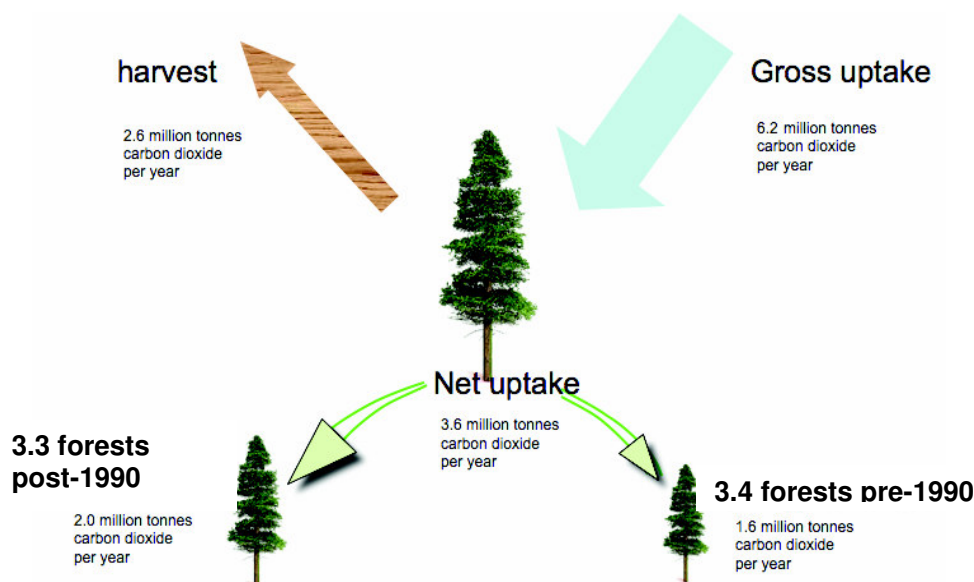 harvest
2.6 million tonnes
carbon dioxide
per year
Gross uptake
6.2 million tonnes
carbon dioxide
per year
Net uptake
3.6 million tonnes
carbon dioxide
per year
3.3 forests
post-1990
2.0 million tonnes
carbon dioxide
per year
3.4 forests pre-1990
1.6 million tonnes
carbon dioxide
per year